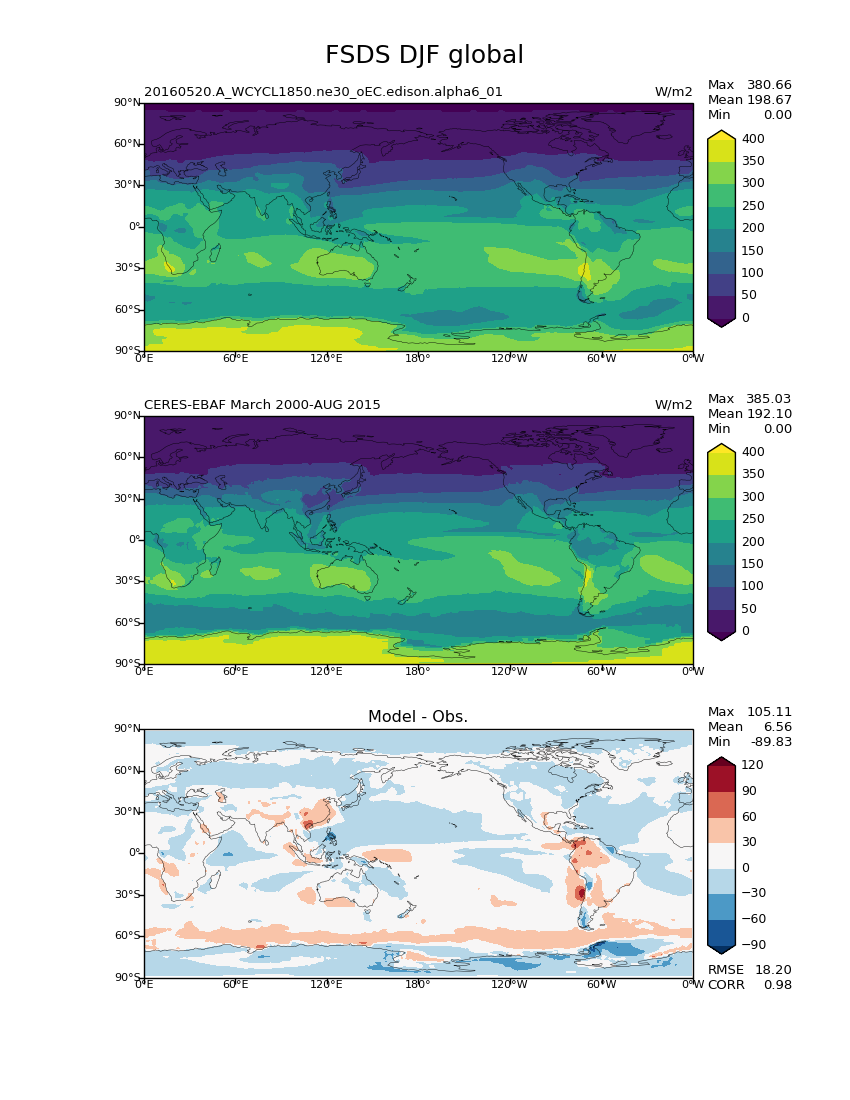 FSDS DJF global
20160520.A_WCYCL1850.ne30_oEC.edison.alpha6_01 W/m2
Max 380.66
Mean 198.67
Min 0.00
90°N
60°N
30°N
0°
30°S
60°S
90°S
0°E 60°E 120°E 180° 120°W 60°W 0°W
400
350
300
250
200
150
100
50
0
CERES-EBAF March 2000-AUG 2015 W/m2
Max 385.03
Mean 192.10
Min 0.00
90°N
60°N
30°N
0°
30°S
60°S
90°S
0°E 60°E 120°E 180° 120°W 60°W 0°W
400
350
300
250
200
150
100
50
0
Model - Obs.
Max 105.11
Mean 6.56
Min -89.83
90°N
60°N
30°N
0°
30°S
60°S
90°S
0°E 60°E 120°E 180° 120°W 60°W 0°W
120
90
60
30
0
−30
−60
−90
RMSE 18.20
CORR 0.98